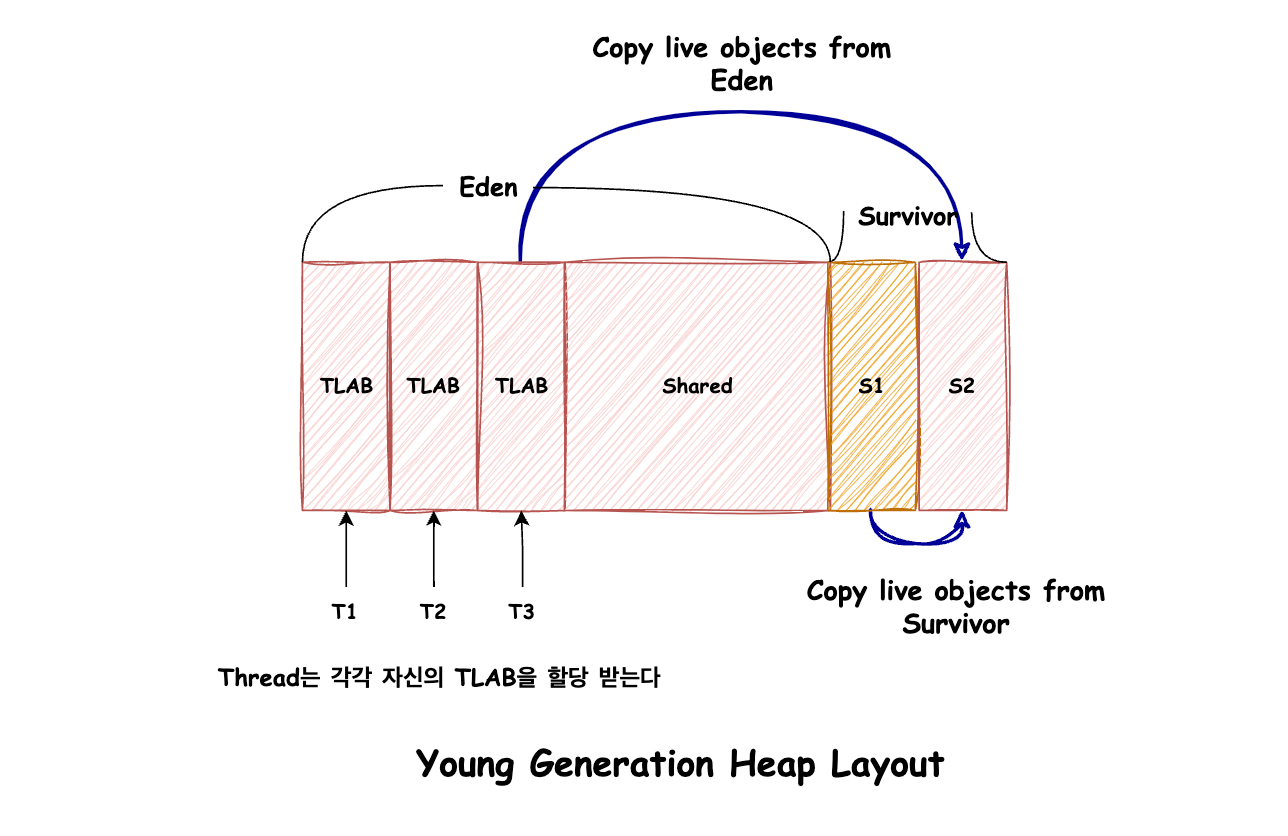 Copy live objects from
Eden
Eden
Survivor
TLAB
TLAB
TLAB
Shared
S1
S2
T1
T2
T3
Copy live objects from
Survivor
Thread는 각각 자신의 TLAB을 할당 받는다
Young Generation Heap Layout